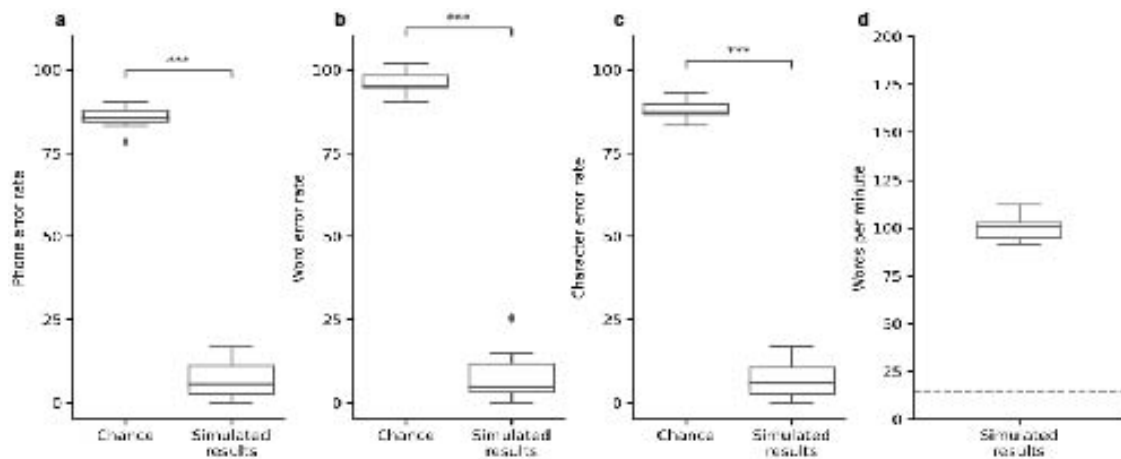 a
***
Phone error rate
100
75
50
25
0
Chance
Simulated
results
b
***
Word error rate
100
75
50
25
0
Chance
Simulated
results
c
***
Character error rate
100
75
50
25
0
Chance
Simulated
results
d
Words per minute
200
175
150
125
100
75
50
25
0
Simulated
results